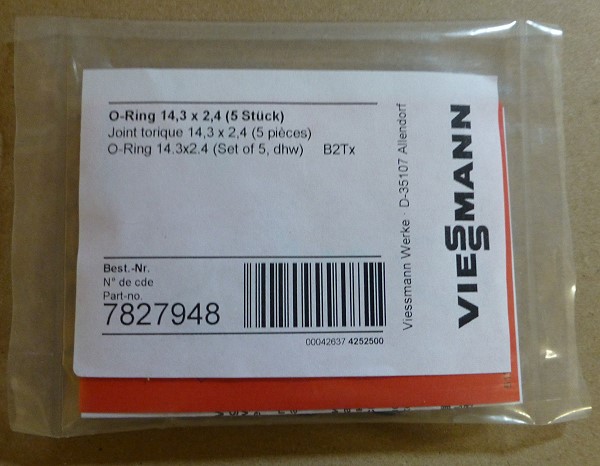 O-Ring 14,3 x 2,4 (5 Stück)
Joint torique 14,3 x 2,4 (5 pièces)
O-Ring 14.3x2.4 (Set of 5, dhw) B2Tx
Best.-Nr.
N° de cde
Part-no.
7827948
00042637 4252500
Viessmann Werke · D-35107 Allendorf
VIESSMANN